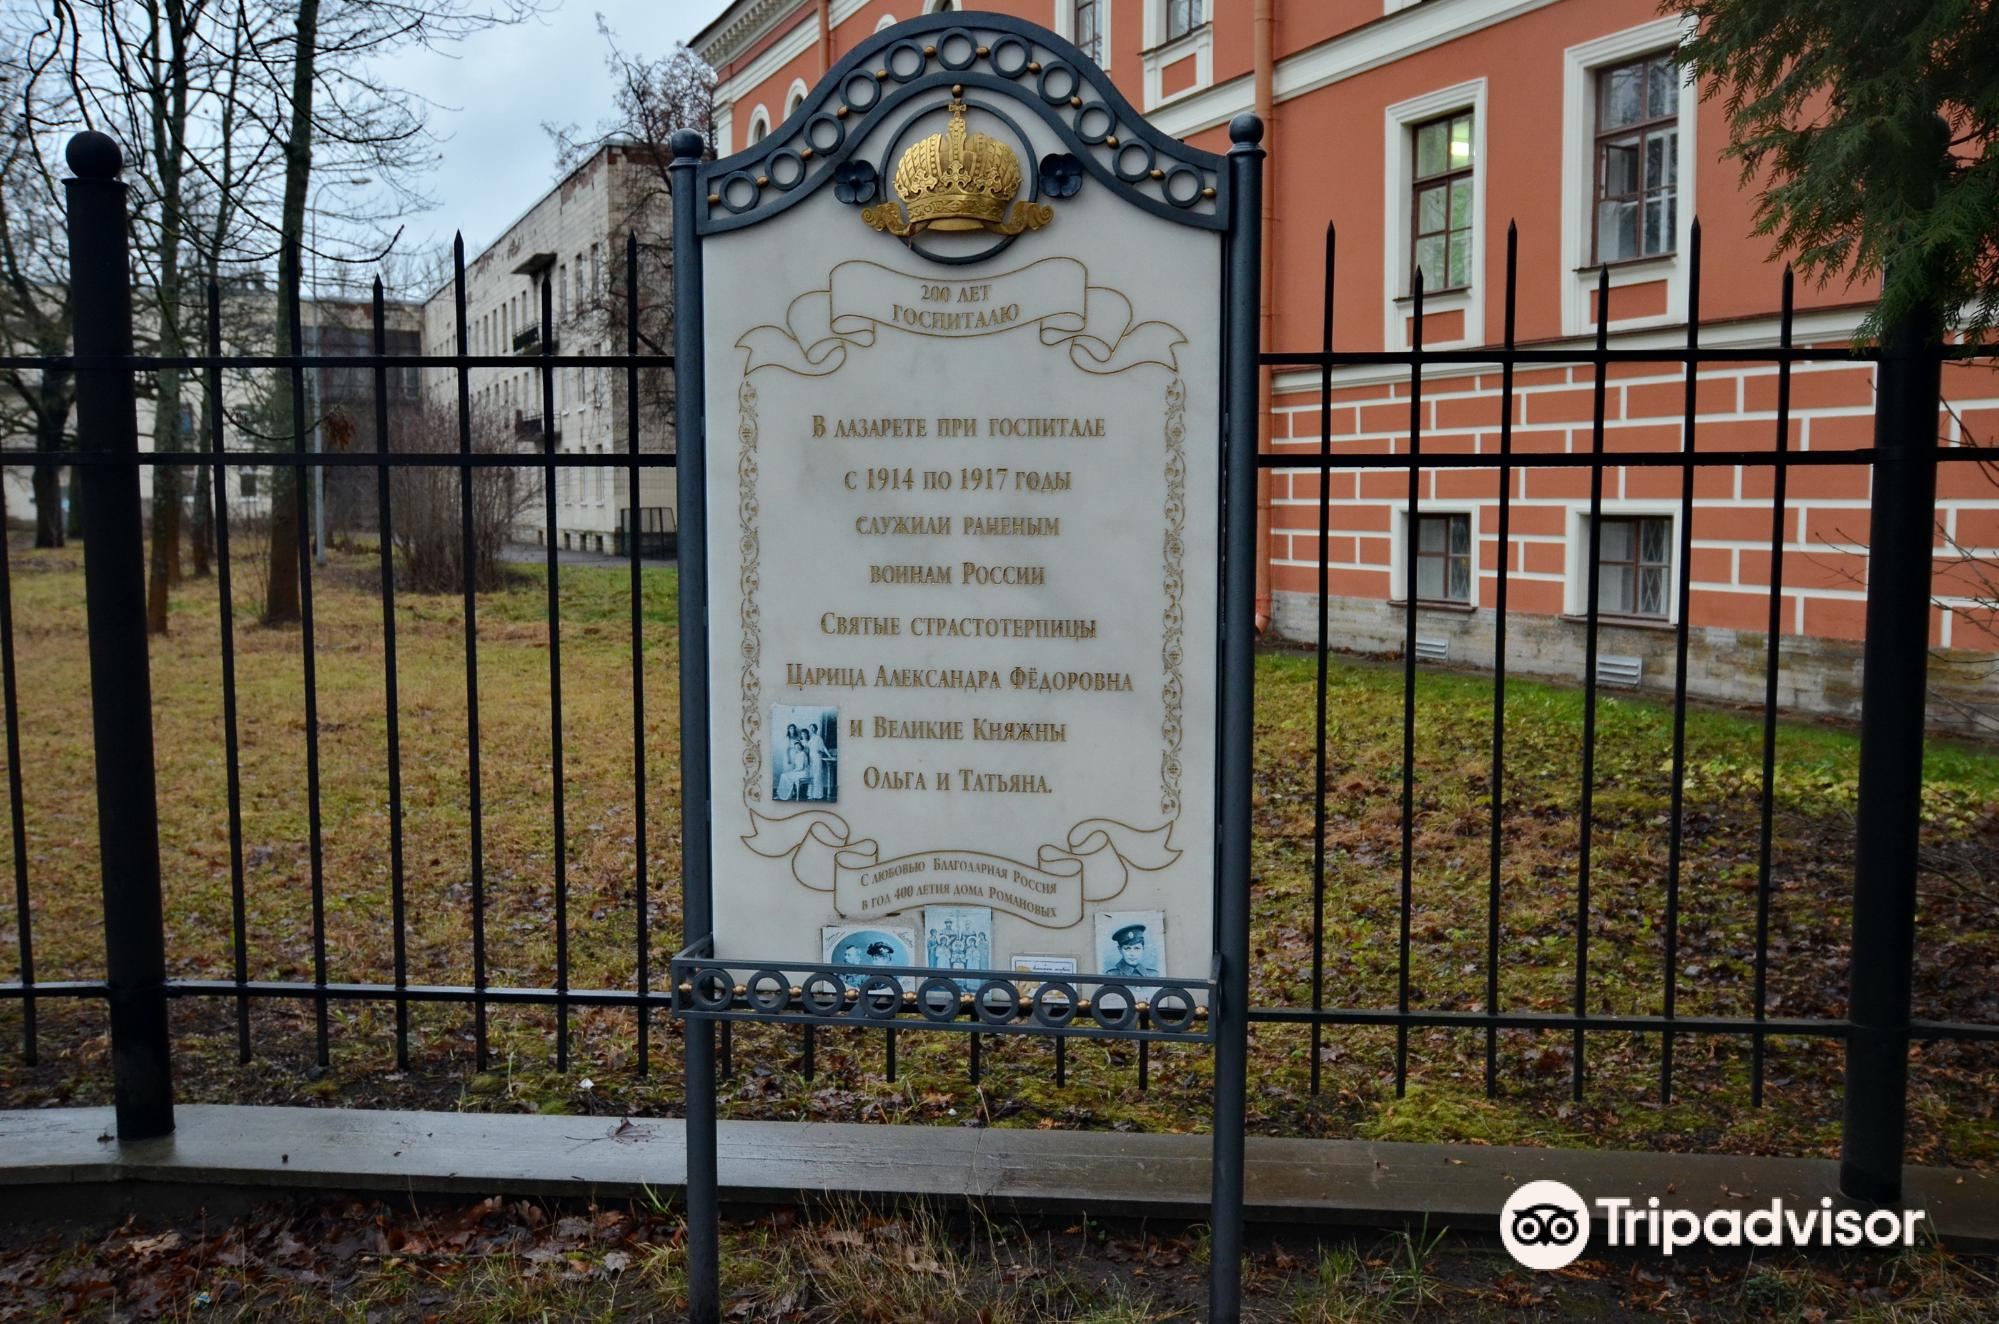 200 ЛЕТ
ГОСПИТАЛЮ
В ЛАЗАРЕТЕ ПРИ ГОСПИТАЛЕ
С 1914 ПО 1917 ГОДЫ
СЛУЖИЛИ РАНЕНЫМ
ВОИНАМ РОССИИ
СВЯТЫЕ СТРАСТОТЕРПИЦЫ
ЦАРИЦА АЛЕКСАНДРА ФЁДОРОВНА
И ВЕЛИКИЕ КНЯЖНЫ
ОЛЬГА И ТАТЬЯНА.
С ЛЮБОВЬЮ БЛАГОДАРНАЯ РОССИЯ
В ГОД 400 ЛЕТИЯ ДОМА РОМАНОВЫХ
Tripadvisor